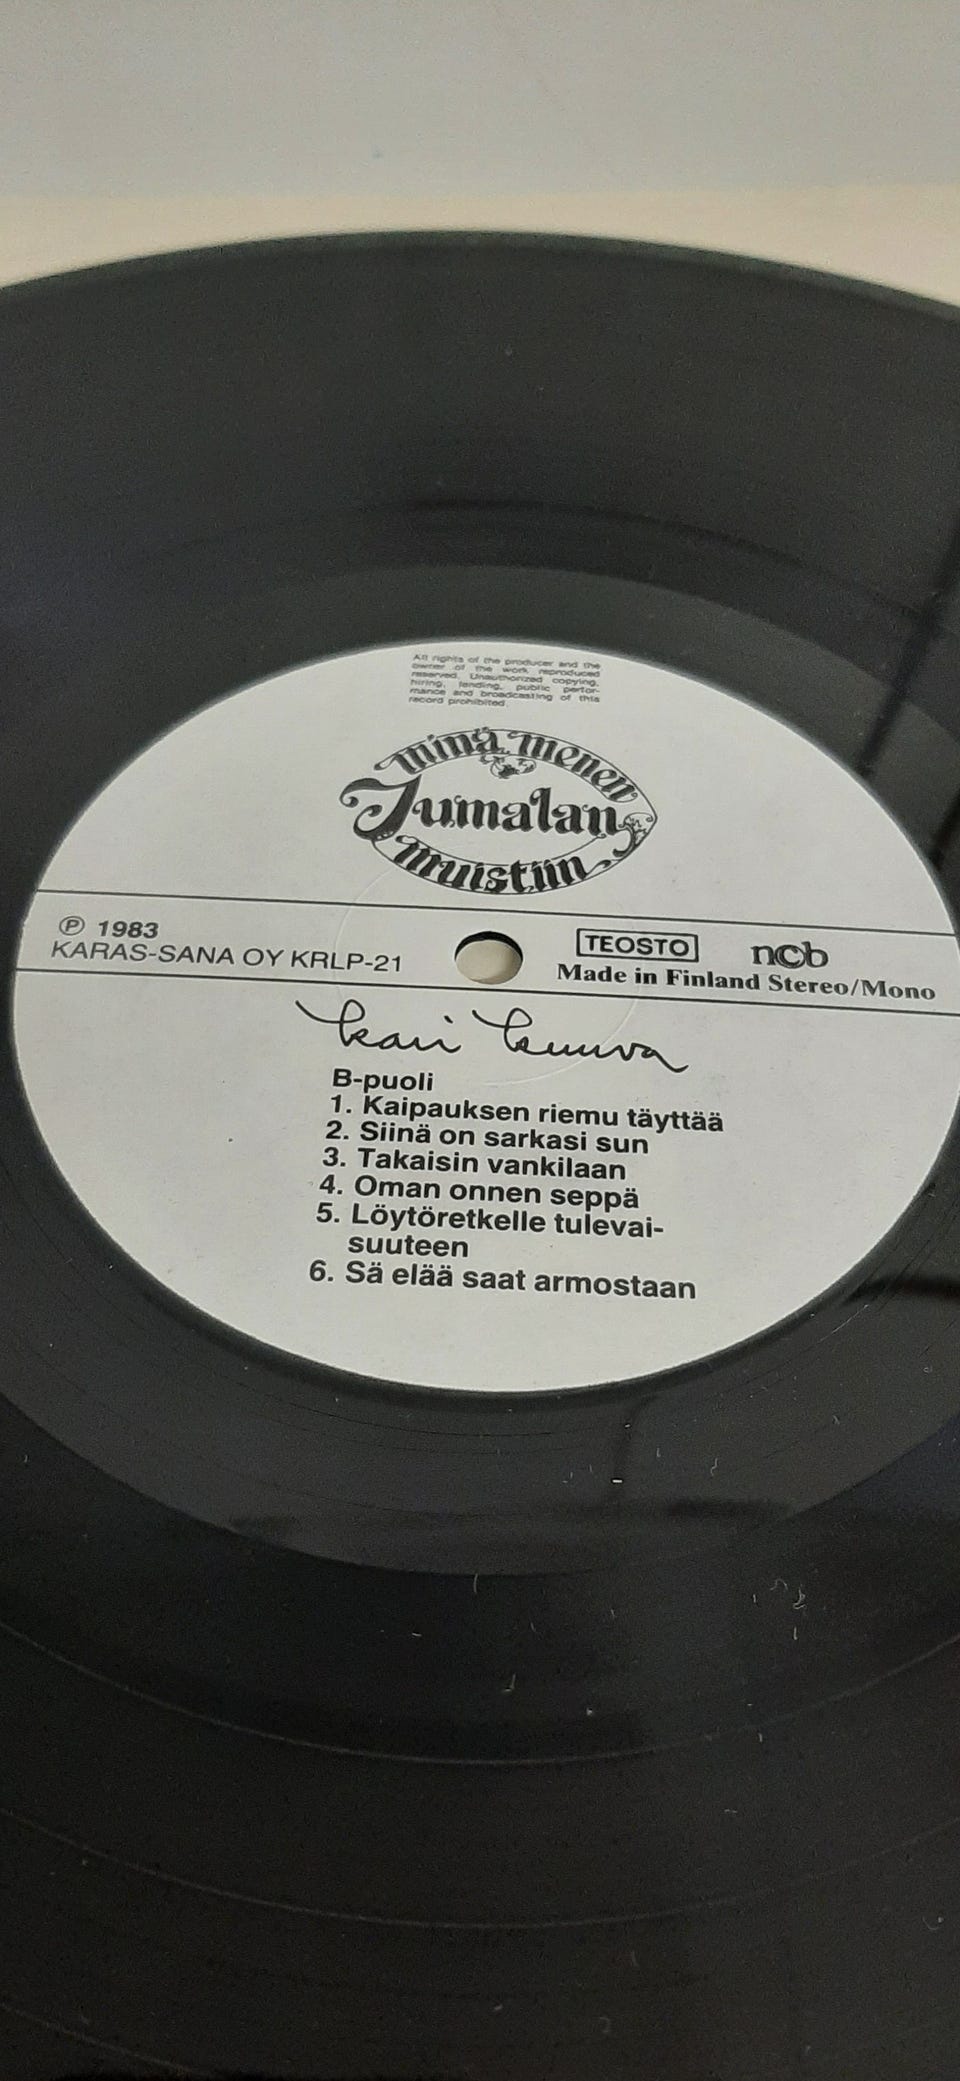 All rights of the producer and the
owner of the work reproduced
reserved. Unauthorized copying,
hiring, lending, public perfor-
mance and broadcasting of this
record prohibited.
minä menen
Jumalan
muistiin
Ⓟ 1983
KARAS-SANA OY KRLP-21
TEOSTO ncb
Made in Finland Stereo/Mono
Kari Kuuva
B-puoli
1. Kaipauksen riemu täyttää
2. Siinä on sarkasi sun
3. Takaisin vankilaan
4. Oman onnen seppä
5. Löytöretkelle tulevai-
suuteen
6. Sä elää saat armostaan